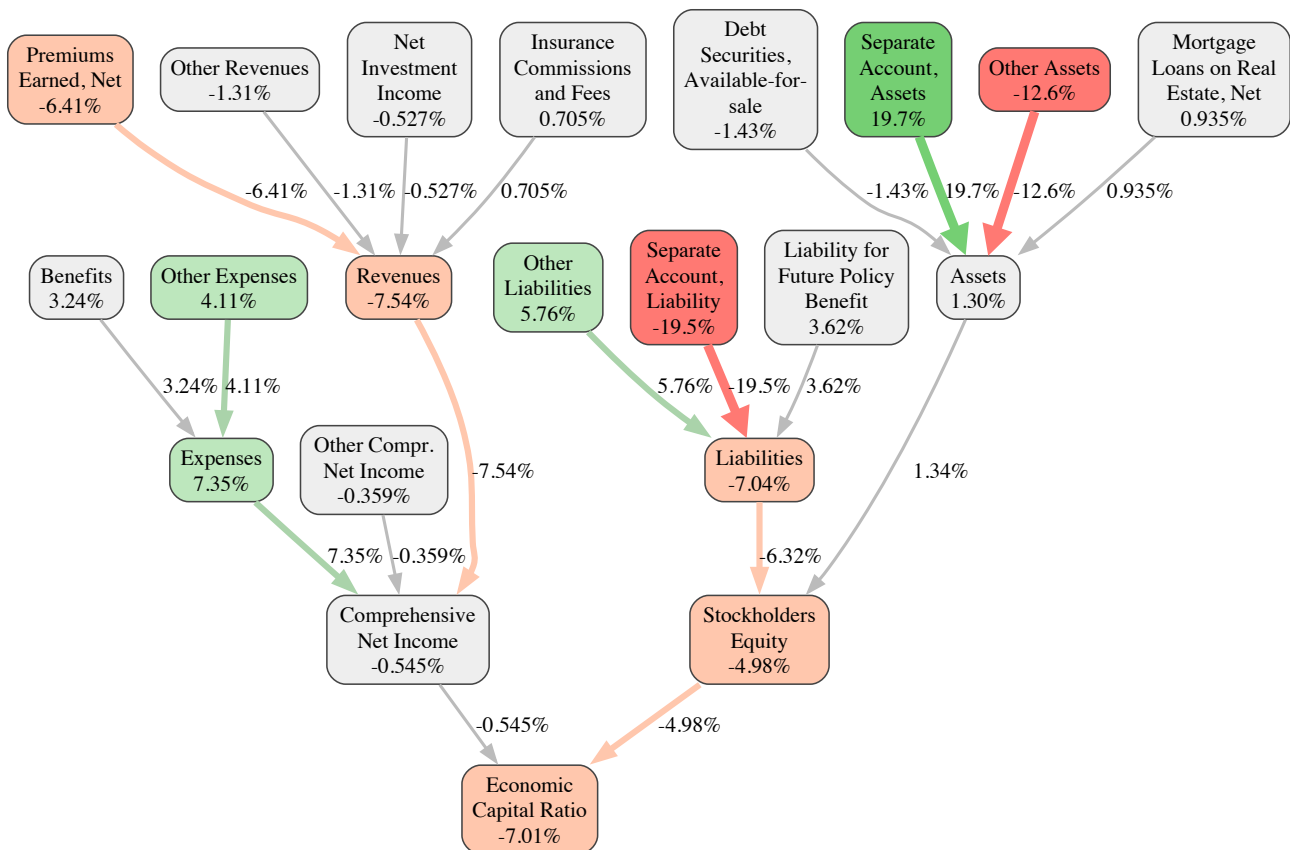 Premiums
Earned, Net
-6.41%
Other Revenues
-1.31%
Net
Investment
Income
-0.527%
Insurance
Commissions
and Fees
0.705%
Debt
Securities,
Available-for-
sale
-1.43%
Separate
Account,
Assets
19.7%
Other Assets
-12.6%
Mortgage
Loans on Real
Estate, Net
0.935%
-6.41%
-1.31%
-0.527%
0.705%
-1.43%
19.7%
-12.6%
0.935%
Benefits
3.24%
Other Expenses
4.11%
Revenues
-7.54%
Other
Liabilities
5.76%
Separate
Account,
Liability
-19.5%
Liability for
Future Policy
Benefit
3.62%
Assets
1.30%
3.24%
4.11%
5.76%
-19.5%
3.62%
Expenses
7.35%
Other Compr.
Net Income
-0.359%
-7.54%
Liabilities
-7.04%
1.34%
7.35%
-0.359%
-6.32%
Comprehensive
Net Income
-0.545%
Stockholders
Equity
-4.98%
-0.545%
-4.98%
Economic
Capital Ratio
-7.01%